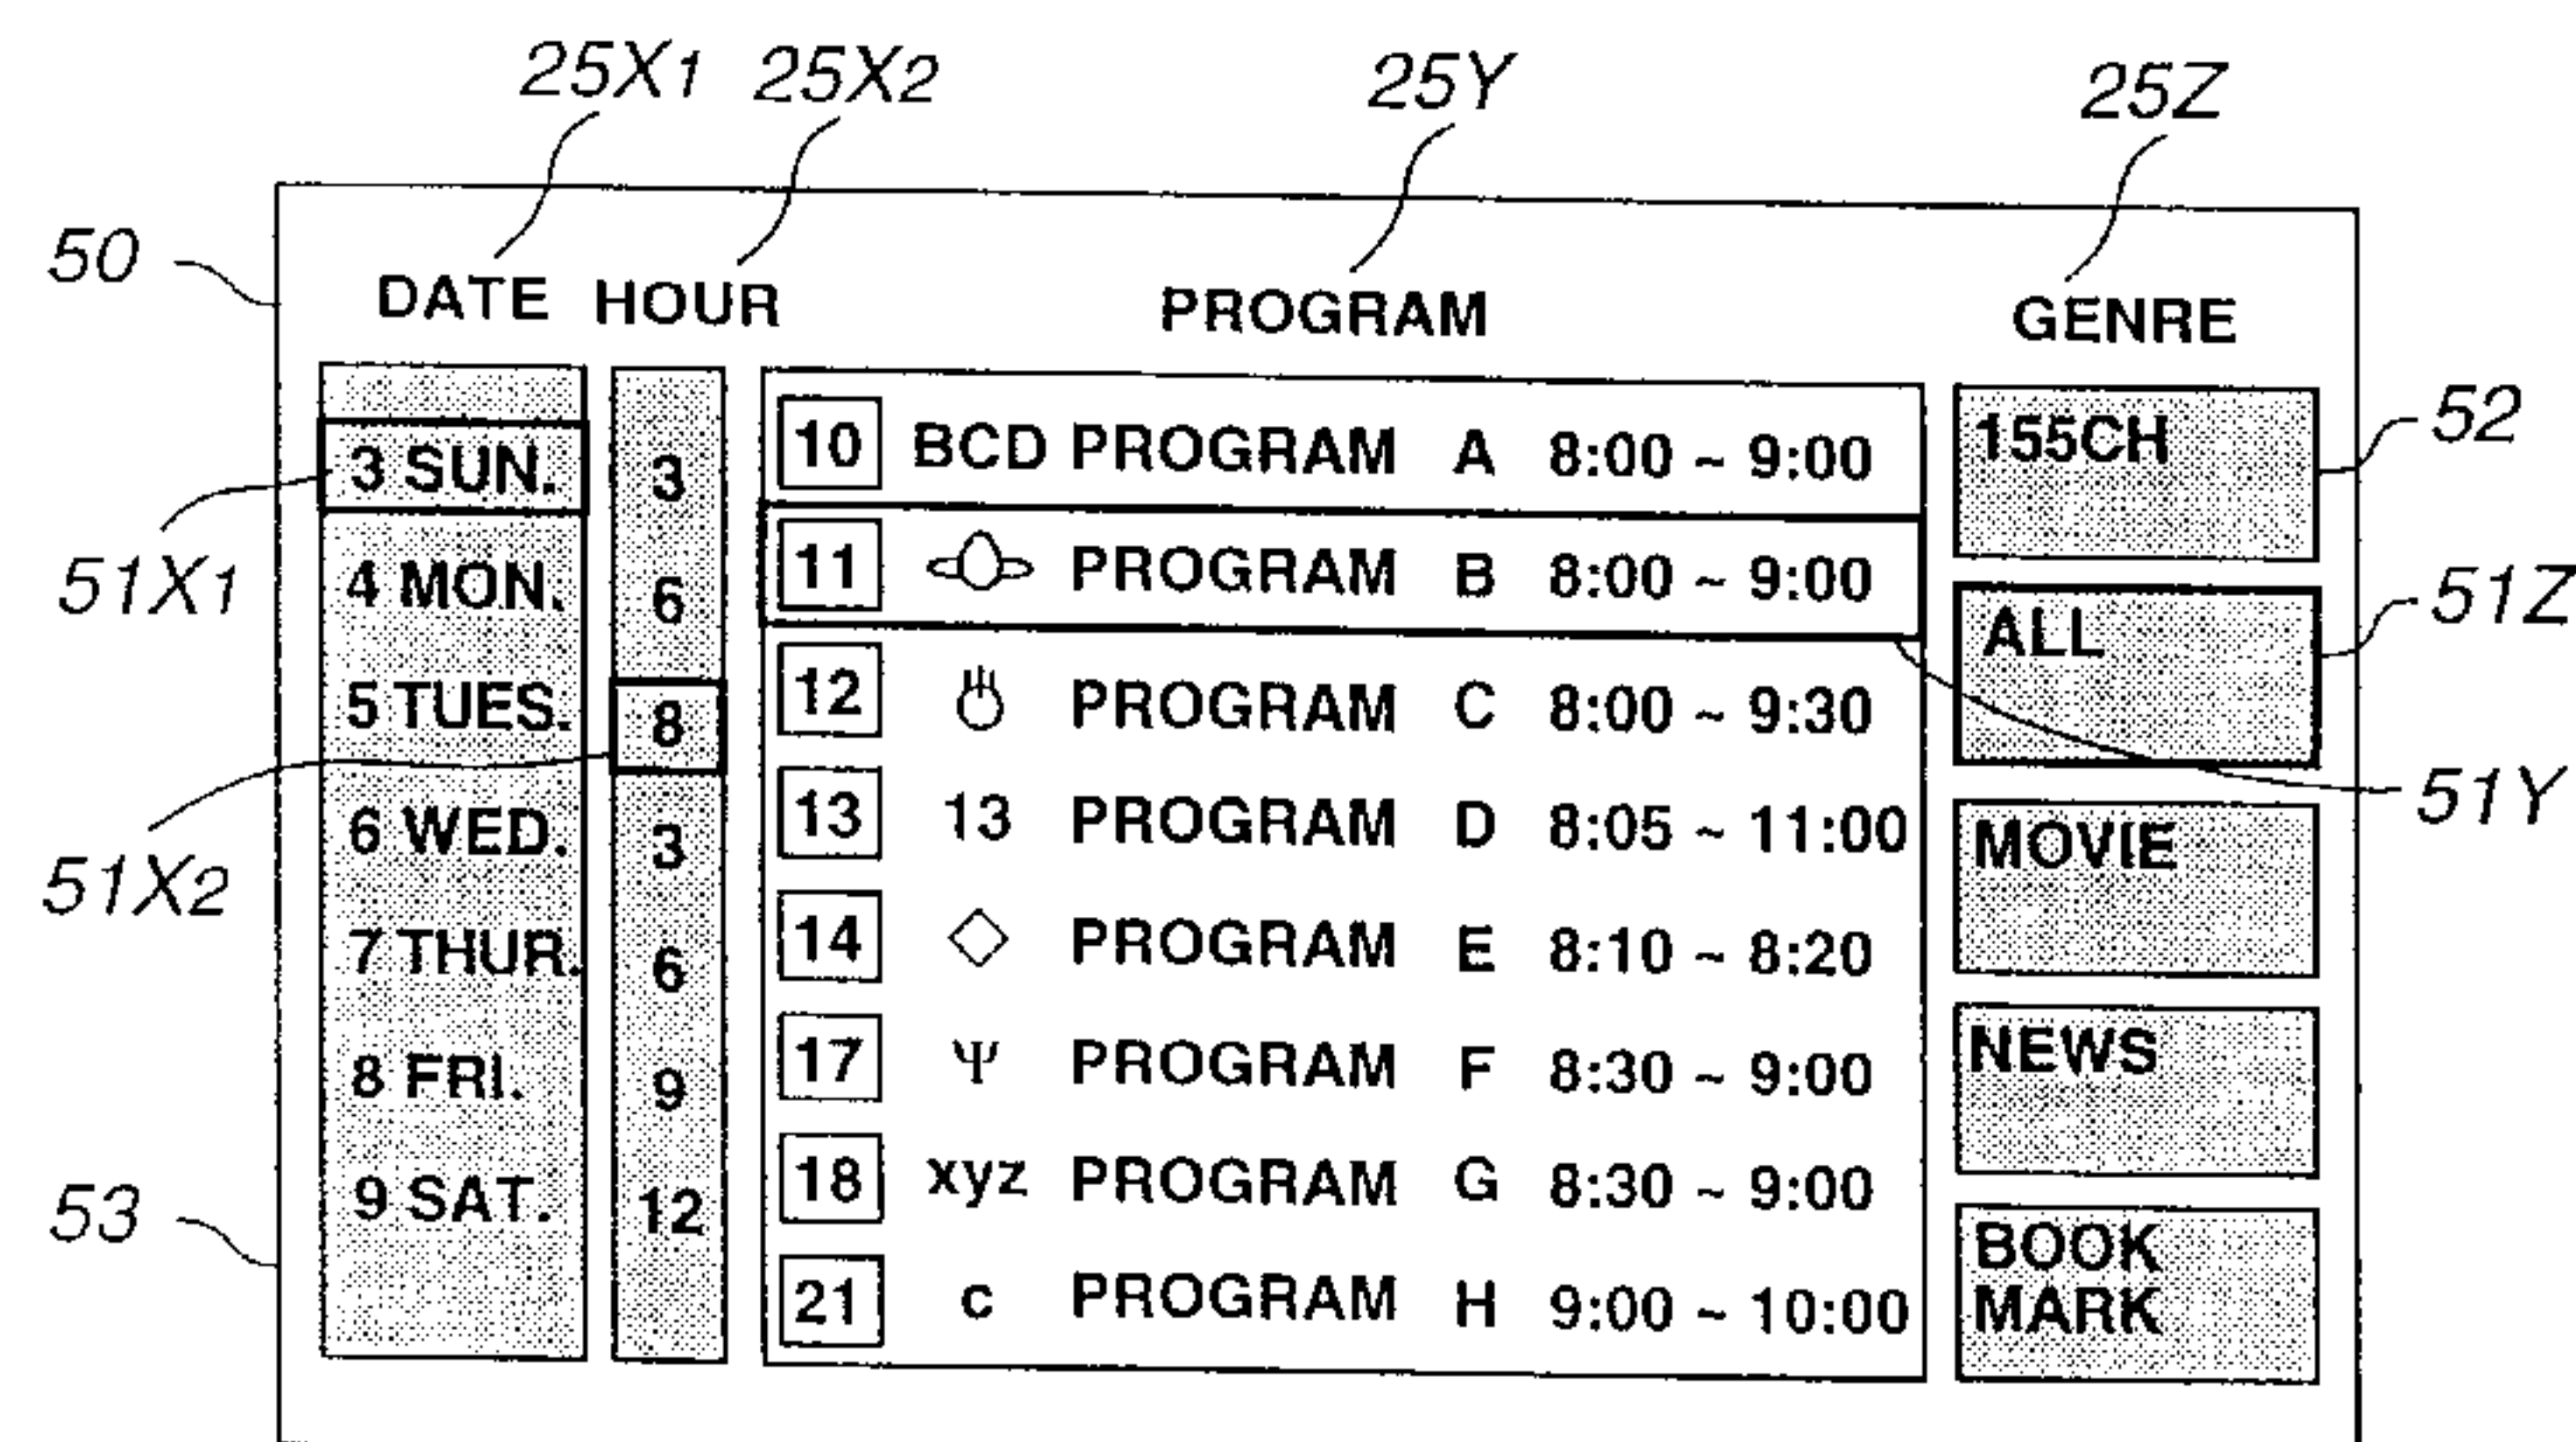 25X1 25X2 25Y 25Z
50
DATE HOUR PROGRAM GENRE
3 SUN.
4 MON.
5 TUES.
6 WED.
7 THUR.
8 FRI.
9 SAT.
3
6
8
3
6
9
12
10 BCD PROGRAM A 8:00 ~ 9:00
11 PROGRAM B 8:00 ~ 9:00
12 PROGRAM C 8:00 ~ 9:30
13 13 PROGRAM D 8:05 ~ 11:00
14 PROGRAM E 8:10 ~ 8:20
17 Ψ PROGRAM F 8:30 ~ 9:00
18 xyz PROGRAM G 8:30 ~ 9:00
21 c PROGRAM H 9:00 ~ 10:00
155CH
ALL
MOVIE
NEWS
BOOK
MARK
51X1
51X2
53
52
51Z
51Y